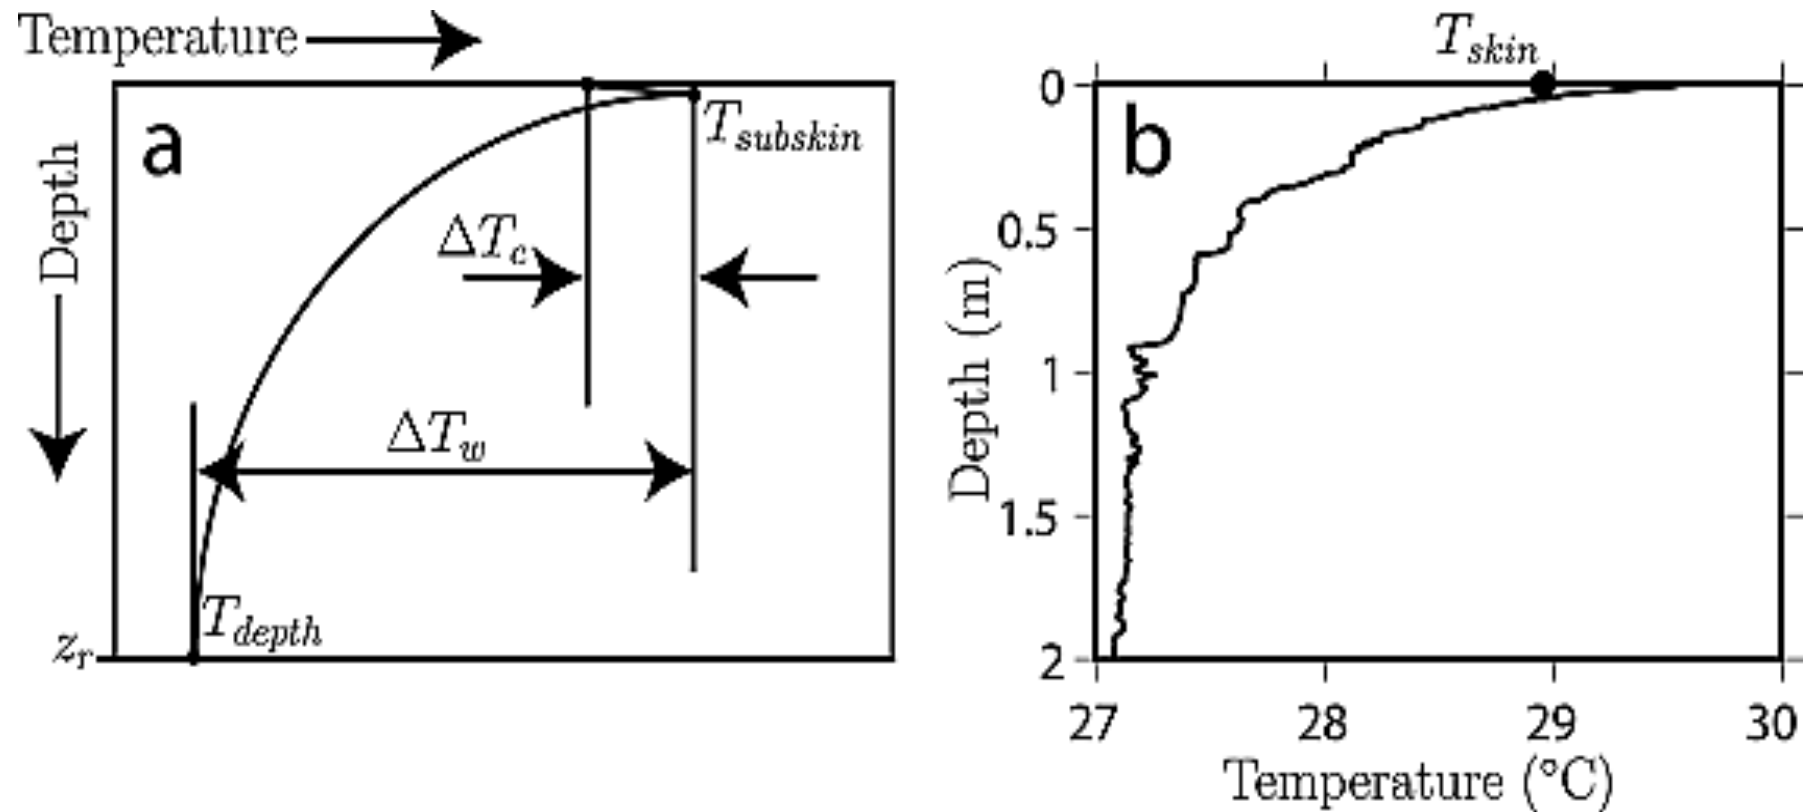 Temperature
Depth
a
T_subskin
ΔT_c
ΔT_w
T_depth
z_r
T_skin
b
0
0.5
1
1.5
2
Depth (m)
27 28 29 30
Temperature (°C)